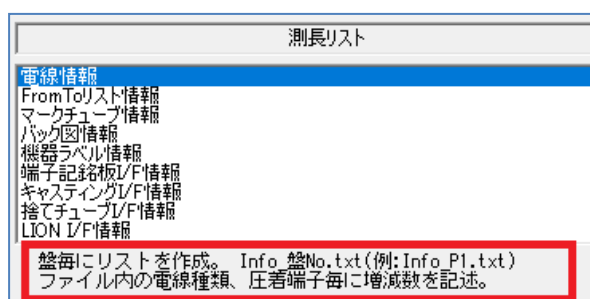 測長リスト
電線情報
FromToリスト情報
マークチューブ情報
バック図情報
機器ラベル情報
端子記銘板I/F情報
キャスティングI/F情報
捨てチューブI/F情報
LION I/F情報
盤毎にリストを作成。 Info_盤No.txt(例:Info_P1.txt)
ファイル内の電線種類、圧着端子毎に増減数を記述。